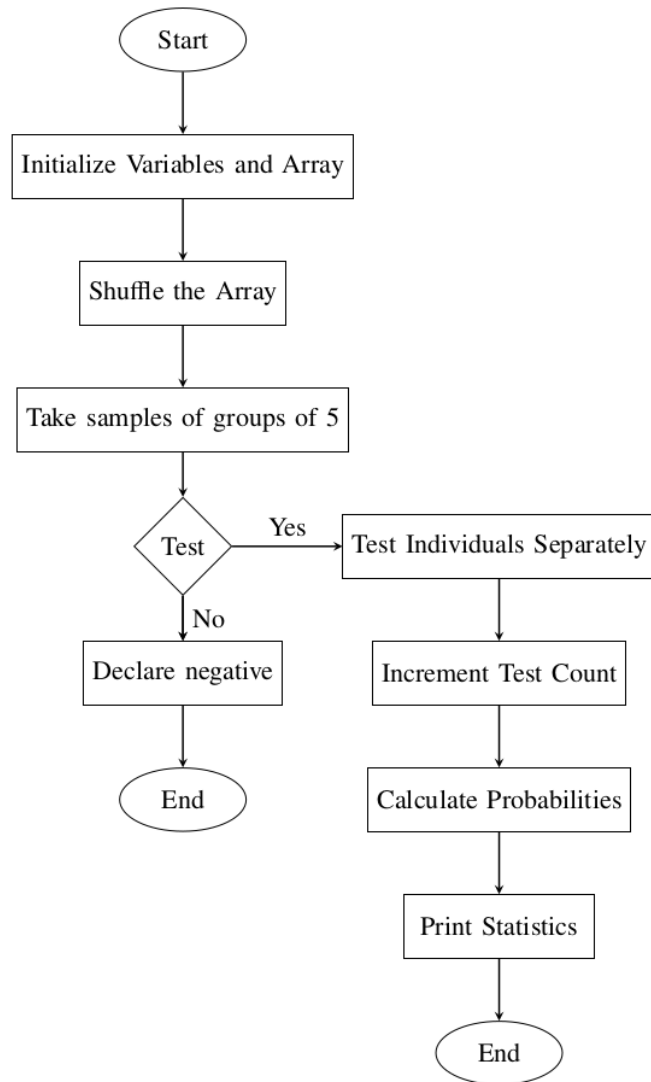 Start
Initialize Variables and Array
Shuffle the Array
Take samples of groups of 5
Test
Yes
Test Individuals Separately
No
Declare negative
Increment Test Count
End
Calculate Probabilities
Print Statistics
End